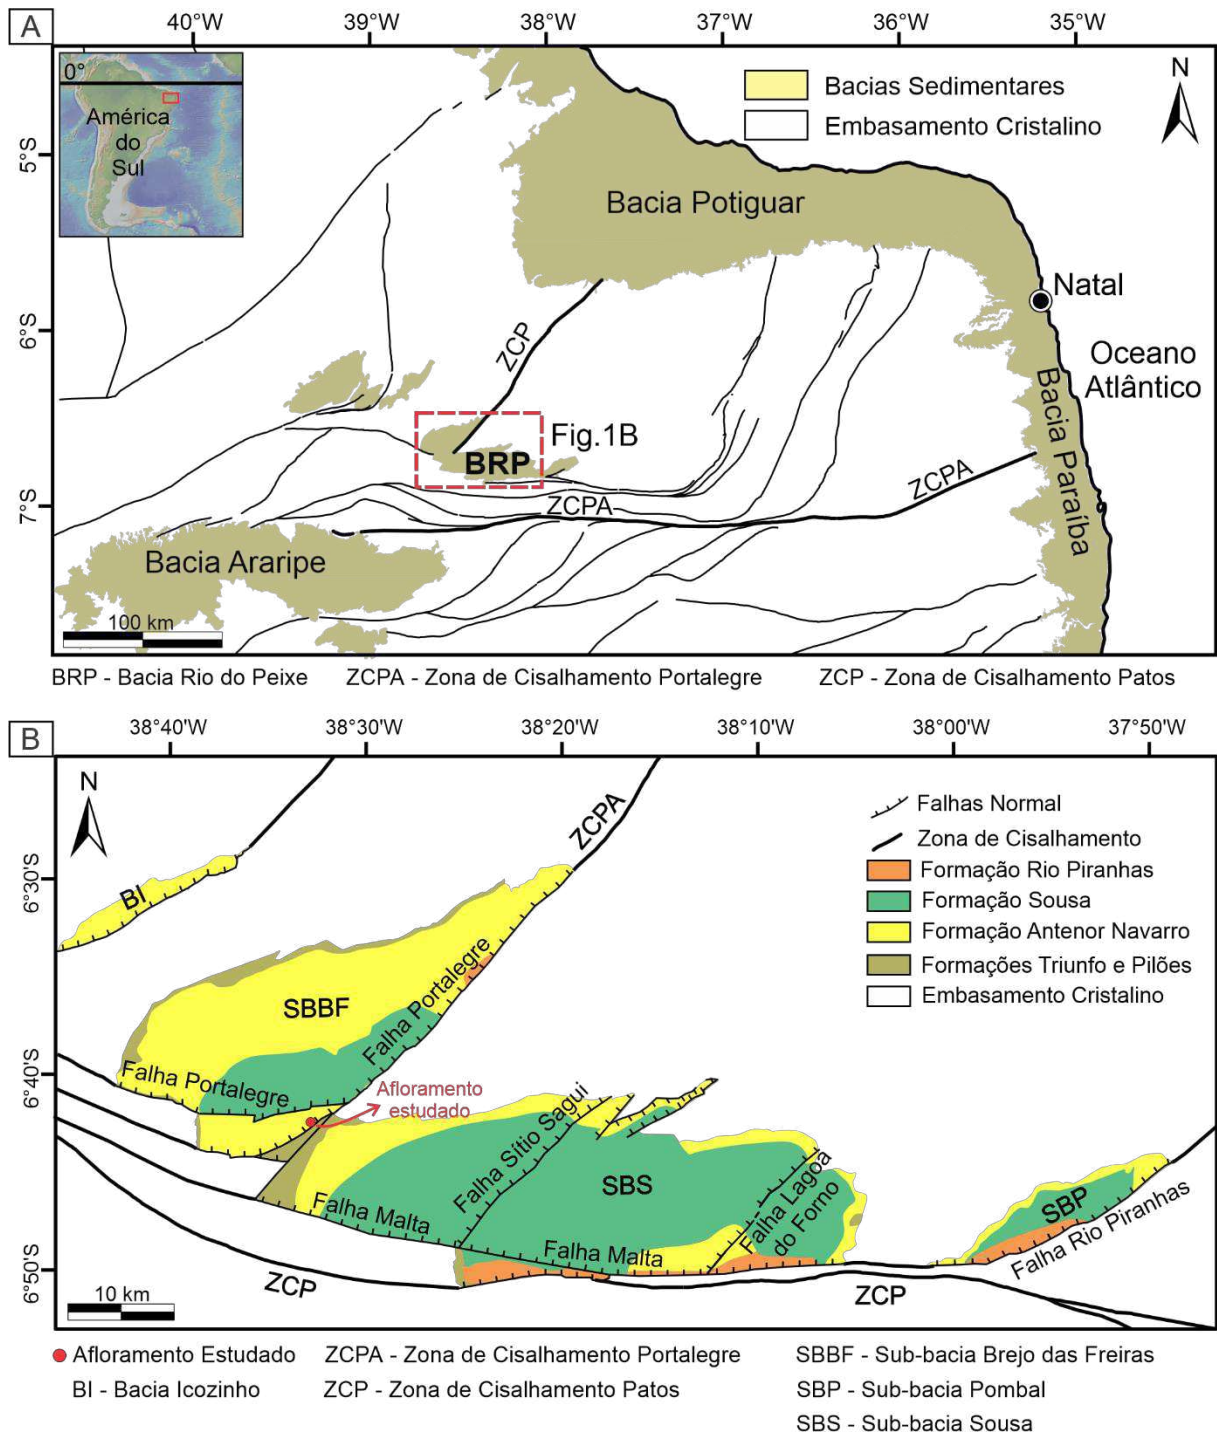 A
40°W 39°W 38°W 37°W 36°W 35°W
0°
América
do
Sul
Bacias Sedimentares
Embasamento Cristalino
N
5°S
6°S
7°S
Bacia Potiguar
Natal
Oceano
Atlântico
Bacia Paraíba
ZCP
Fig.1B
BRP
ZCPA
ZCPA
Bacia Araripe
100 km
BRP - Bacia Rio do Peixe ZCPA - Zona de Cisalhamento Portalegre ZCP - Zona de Cisalhamento Patos
B
38°40'W 38°30'W 38°20'W 38°10'W 38°00'W 37°50'W
N
6°30'S
6°40'S
6°50'S
Falhas Normal
Zona de Cisalhamento
Formação Rio Piranhas
Formação Sousa
Formação Antenor Navarro
Formações Triunfo e Pilões
Embasamento Cristalino
ZCPA
BI
SBBF
Falha Portalegre
Falha Portalegre
Afloramento
estudado
Falha Sítio Sagui
SBS
Falha Lagoa
do Forno
Falha Malta
Falha Malta
SBP
Falha Rio Piranhas
ZCP
ZCP
10 km
Afloramento Estudado ZCPA - Zona de Cisalhamento Portalegre SBBF - Sub-bacia Brejo das Freiras
BI - Bacia Icozinho ZCP - Zona de Cisalhamento Patos SBP - Sub-bacia Pombal
SBS - Sub-bacia Sousa